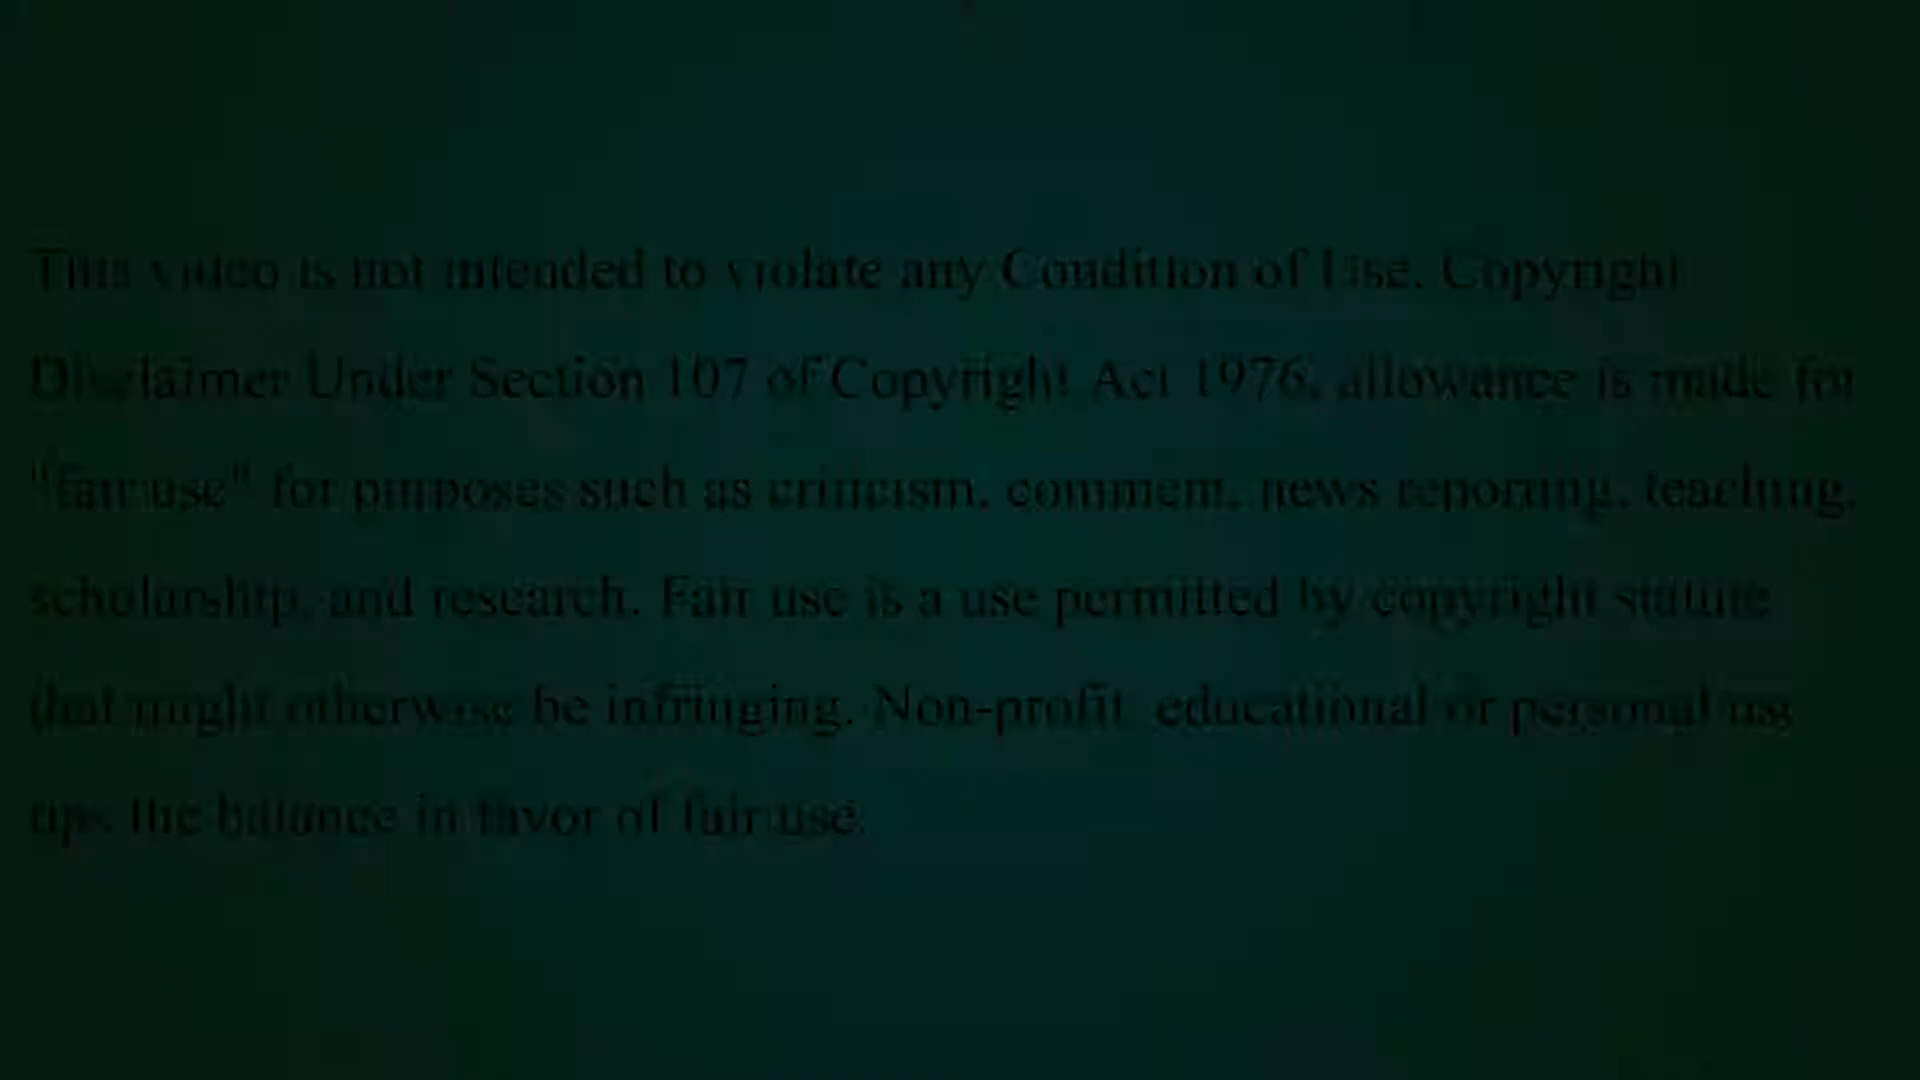 This video is not intended to violate any Condition of Use. Copyright
Disclaimer Under Section 107 of Copyright Act 1976, allowance is made for
"fair use" for purposes such as criticism, comment, news reporting, teaching,
scholarship, and research. Fair use is a use permitted by copyright statute
that might otherwise be infringing. Non-profit, educational or personal use
tips the balance in favor of fair use.